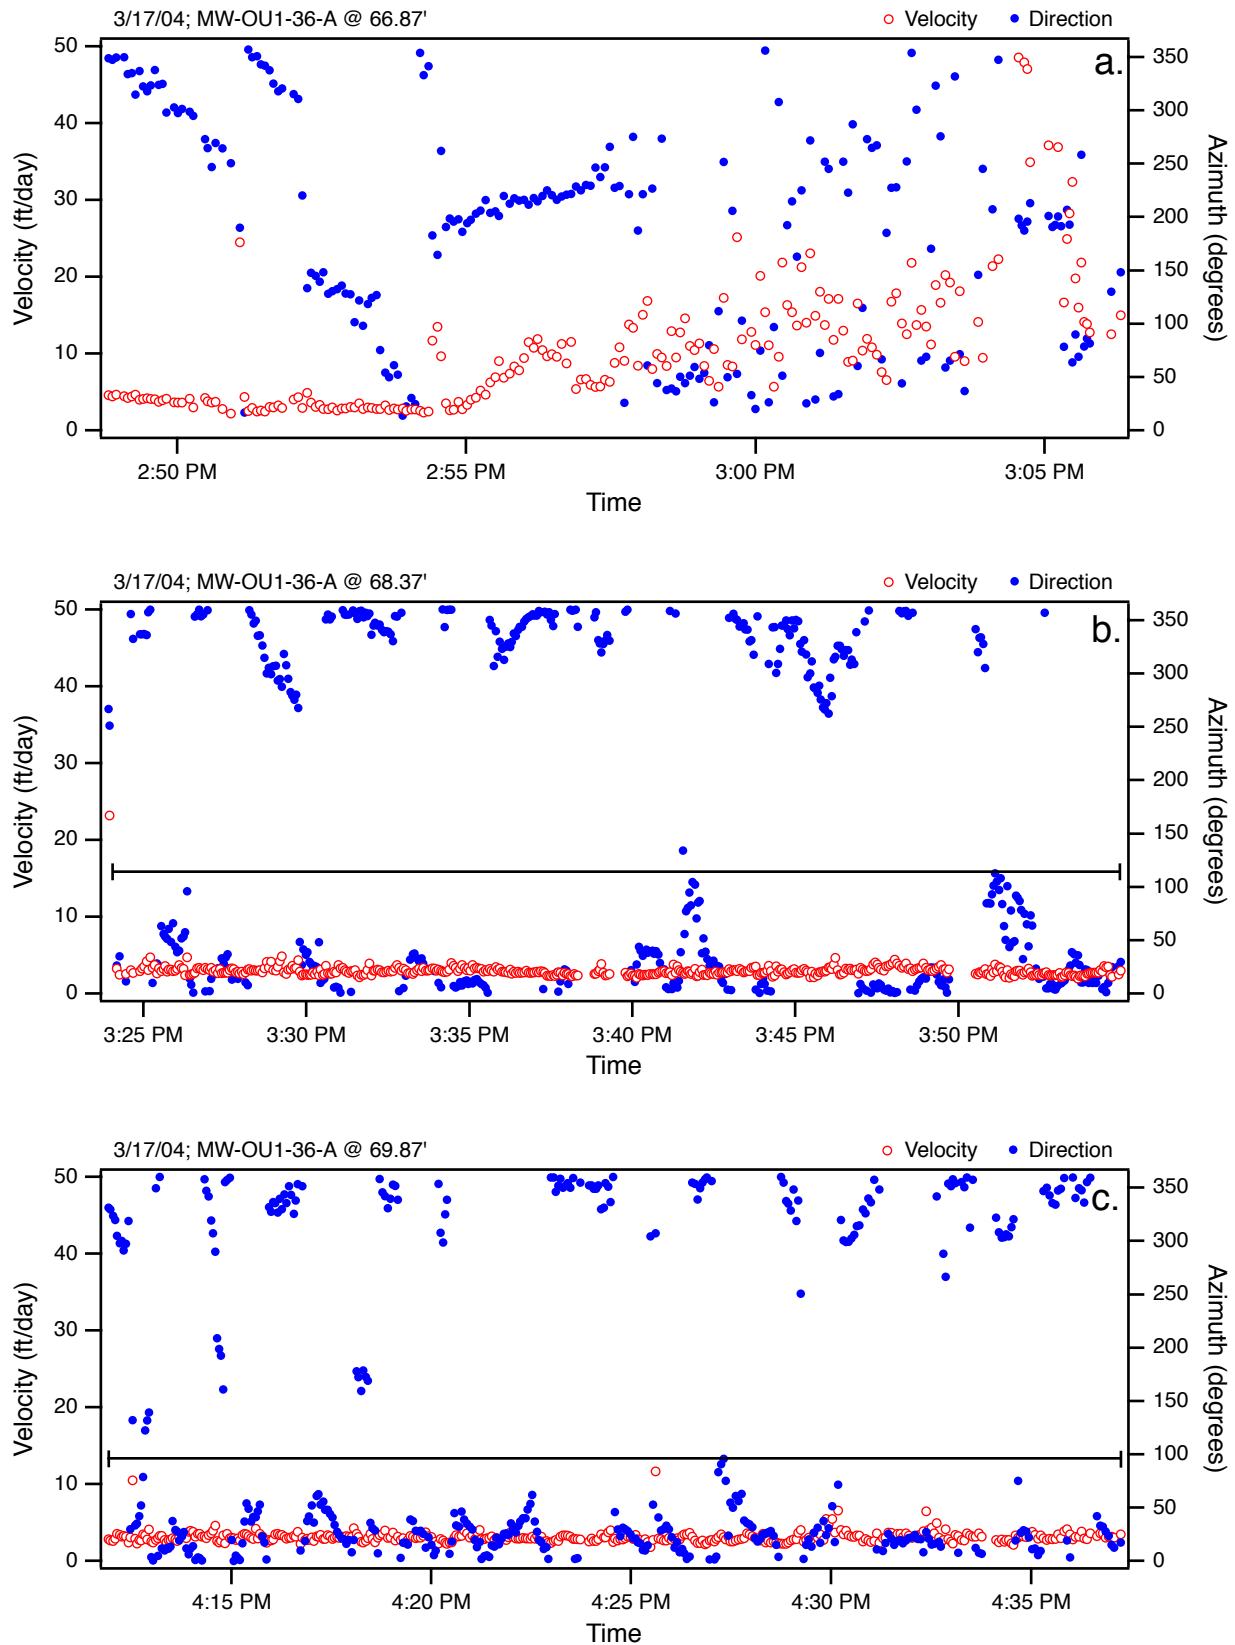 3/17/04; MW-OU1-36-A @ 66.87' Velocity Direction
a.
50
40
30
20
10
0
Velocity (ft/day)
350
300
250
200
150
100
50
0
Azimuth (degrees)
2:50 PM 2:55 PM 3:00 PM 3:05 PM
Time
3/17/04; MW-OU1-36-A @ 68.37' Velocity Direction
b.
50
40
30
20
10
0
Velocity (ft/day)
350
300
250
200
150
100
50
0
Azimuth (degrees)
3:25 PM 3:30 PM 3:35 PM 3:40 PM 3:45 PM 3:50 PM
Time
3/17/04; MW-OU1-36-A @ 69.87' Velocity Direction
c.
50
40
30
20
10
0
Velocity (ft/day)
350
300
250
200
150
100
50
0
Azimuth (degrees)
4:15 PM 4:20 PM 4:25 PM 4:30 PM 4:35 PM
Time